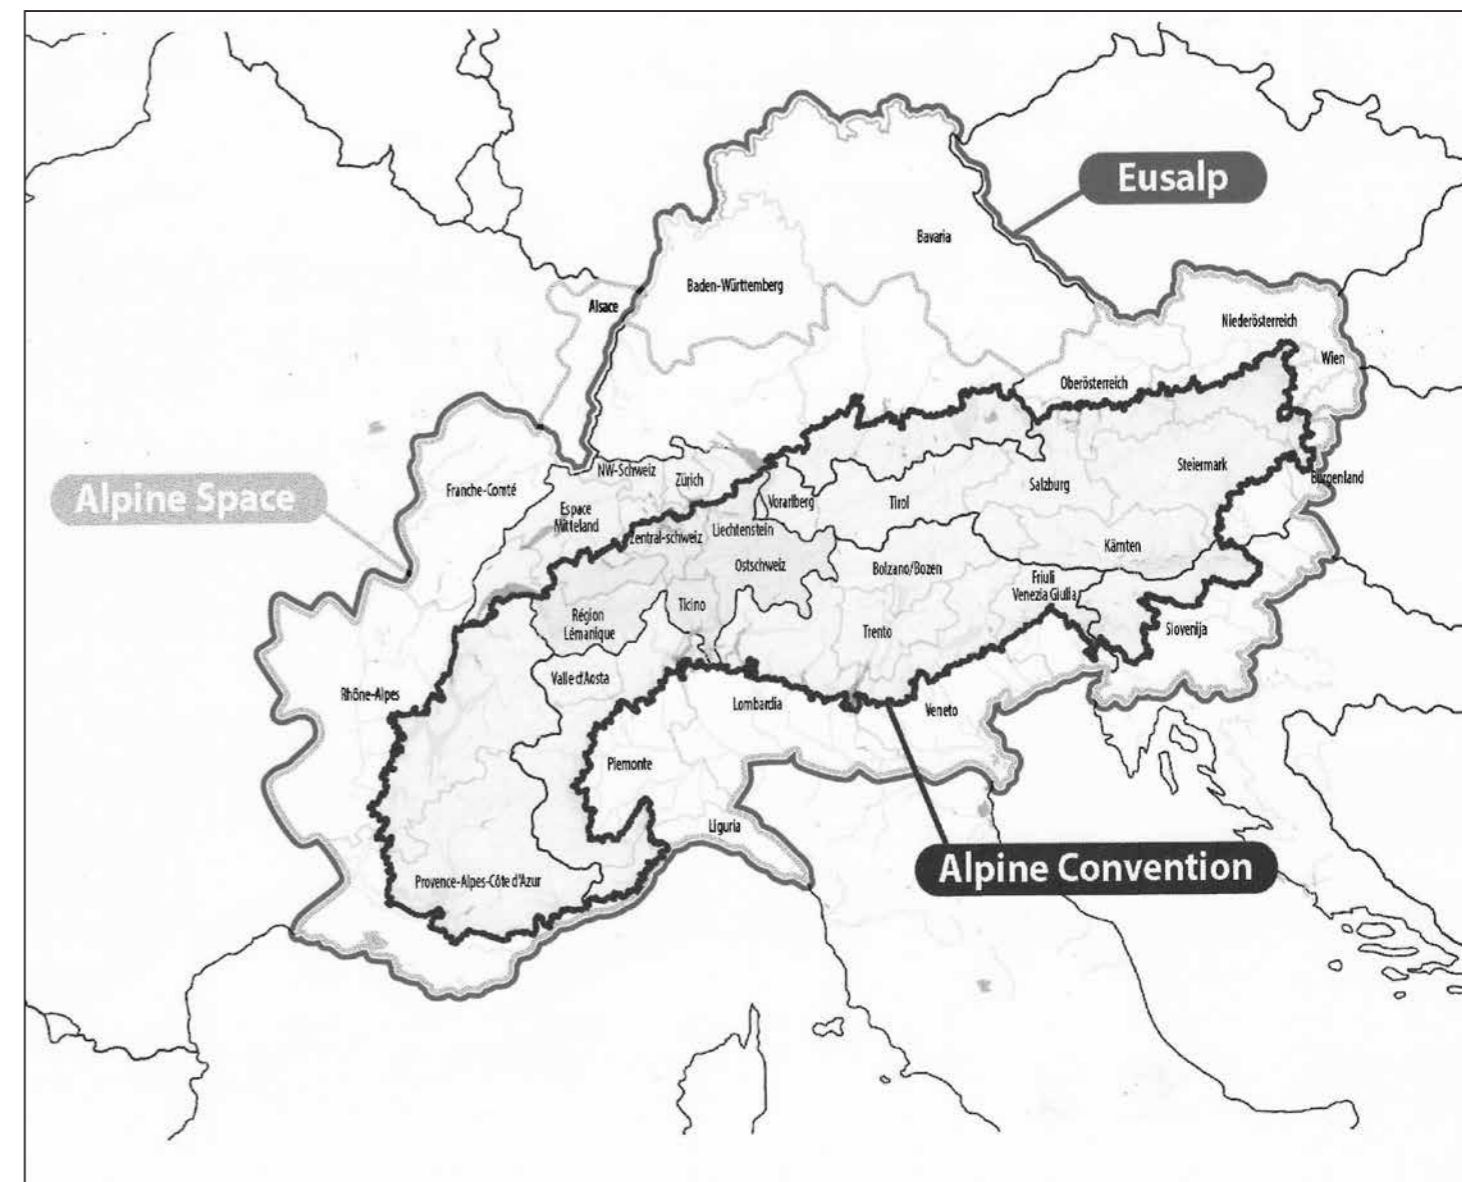 Eusalp
Bavaria
Baden-Württemberg
Alsace
Niederösterreich
Wien
Oberösterreich
Steiermark
Burgenland
NW-Schweiz
Zürich
Salzburg
Alpine Space
Franche-Comté
Vorarlberg
Tirol
Espace
Mitteland
Liechtenstein
Zentral-schweiz
Kärnten
Ostschweiz
Bolzano/Bozen
Friuli
Venezia Giulia
Ticino
Région
Lémanique
Trento
Slovenija
Valle d'Aosta
Rhône-Alpes
Lombardia
Veneto
Piemonte
Liguria
Alpine Convention
Provence-Alpes-Côte d'Azur